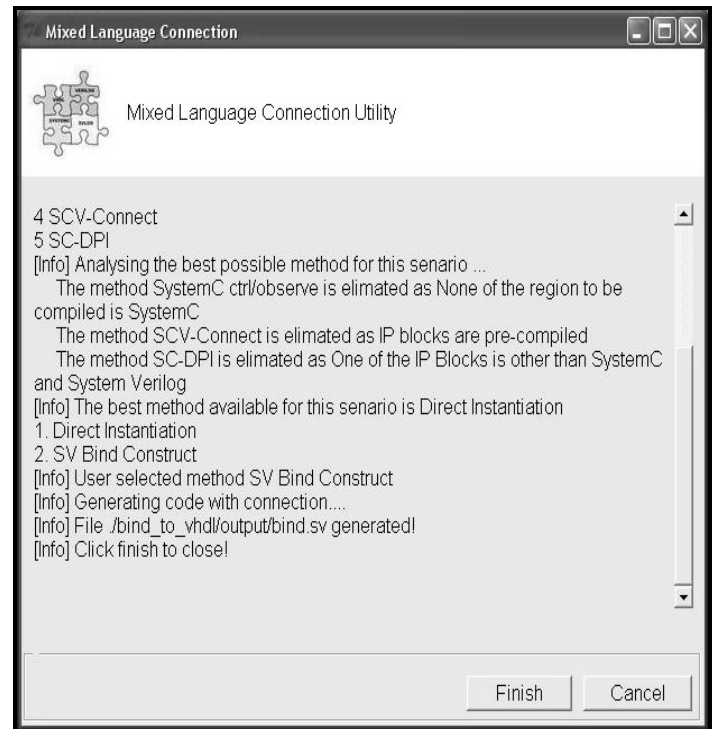 Mixed Language Connection
VERILOG
SYSTEMC
Mixed Language Connection Utility
4 SCV-Connect
5 SC-DPI
[Info] Analysing the best possible method for this senario ...
The method SystemC ctrl/observe is elimated as None of the region to be
compiled is SystemC
The method SCV-Connect is elimated as IP blocks are pre-compiled
The method SC-DPI is elimated as One of the IP Blocks is other than SystemC
and System Verilog
[Info] The best method available for this senario is Direct Instantiation
1. Direct Instantiation
2. SV Bind Construct
[Info] User selected method SV Bind Construct
[Info] Generating code with connection....
[Info] File ./bind_to_vhdl/output/bind.sv generated!
[Info] Click finish to close!
Finish Cancel